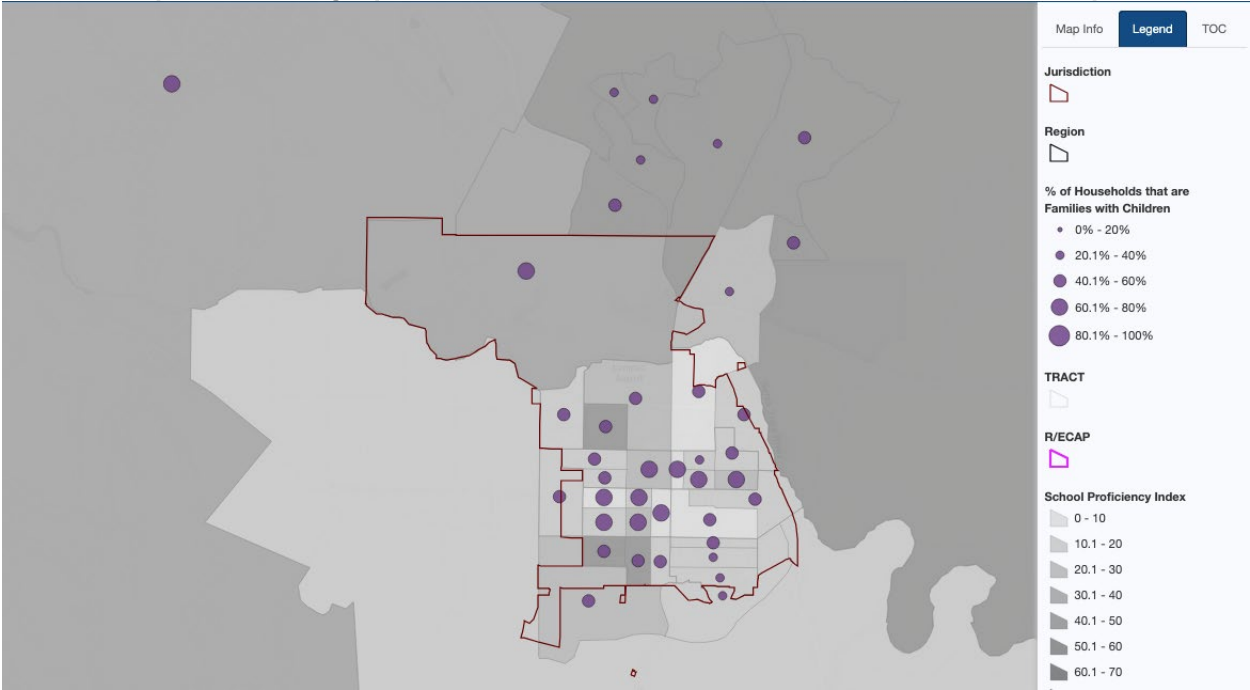 Map Info Legend TOC
Jurisdiction
Region
% of Households that are
Families with Children
0% - 20%
20.1% - 40%
40.1% - 60%
60.1% - 80%
80.1% - 100%
TRACT
R/ECAP
School Proficiency Index
0 - 10
10.1 - 20
20.1 - 30
30.1 - 40
40.1 - 50
50.1 - 60
60.1 - 70